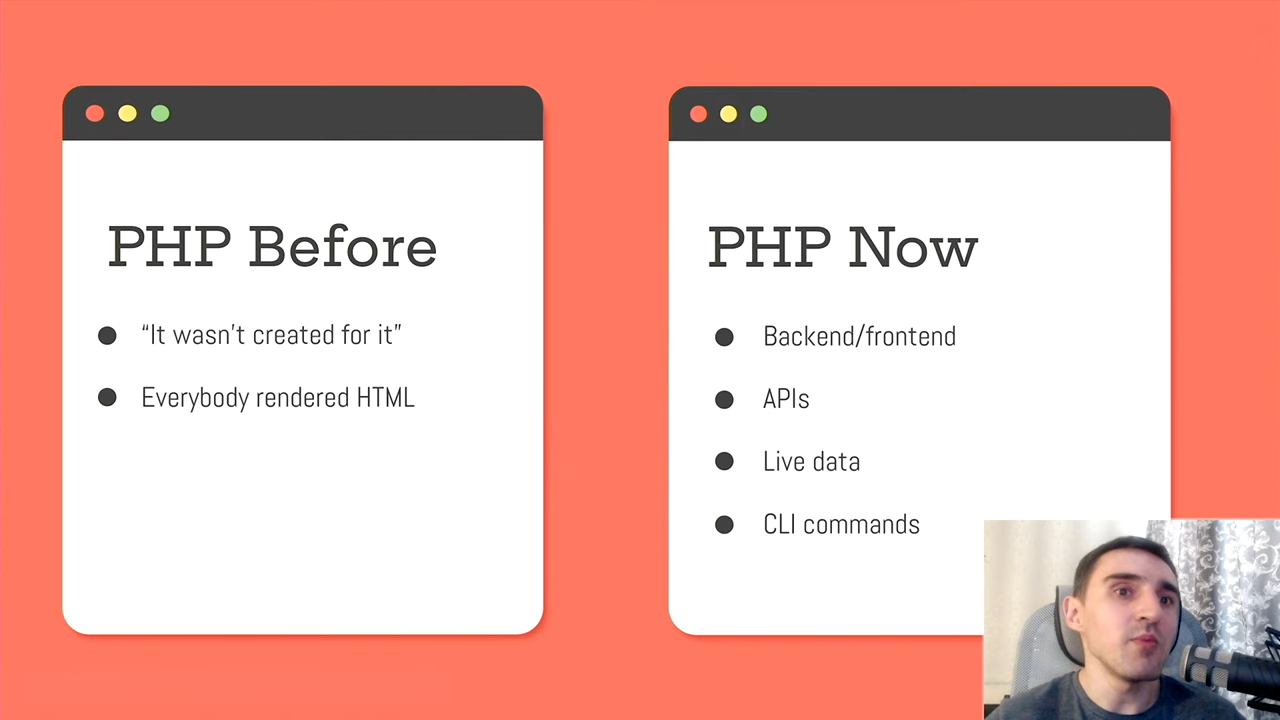 PHP Before
“It wasn’t created for it”
Everybody rendered HTML
PHP Now
Backend/frontend
APIs
Live data
CLI commands